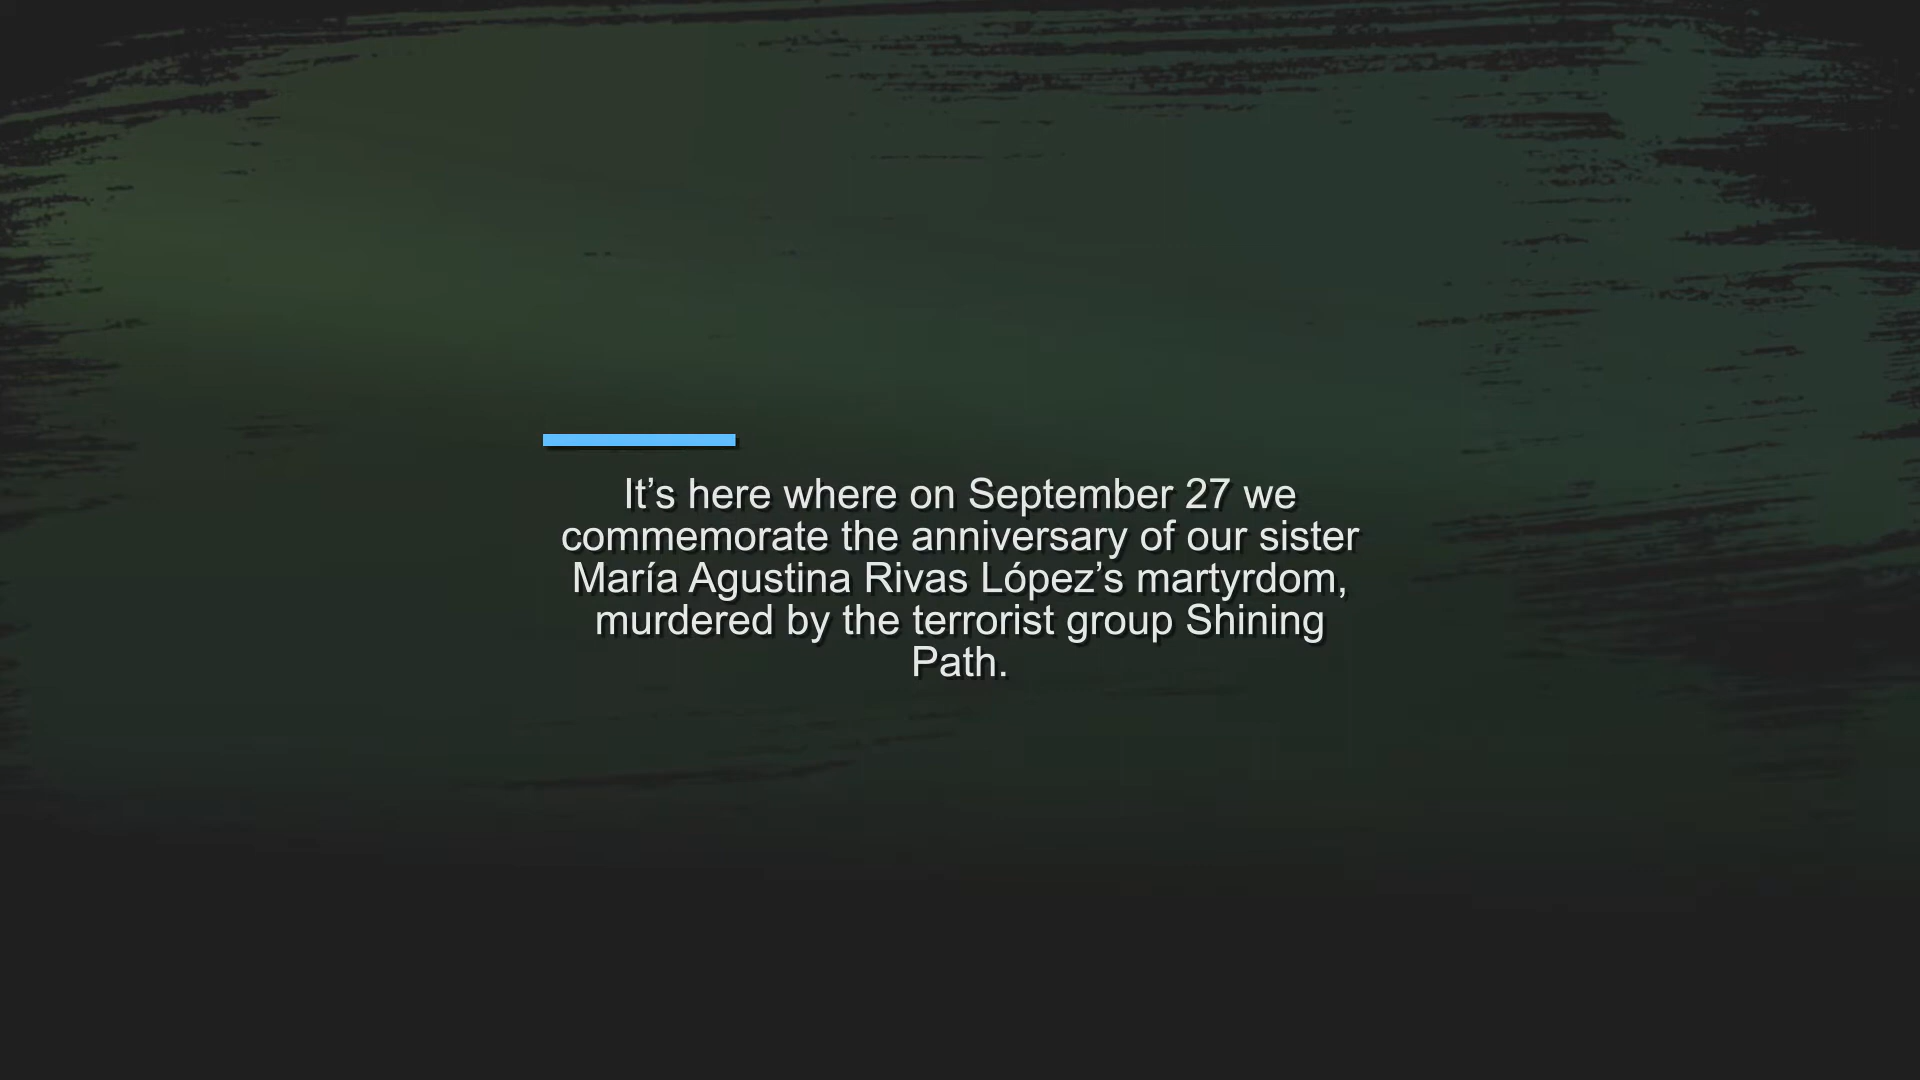 It’s here where on September 27 we
commemorate the anniversary of our sister
María Agustina Rivas López’s martyrdom,
murdered by the terrorist group Shining
Path.